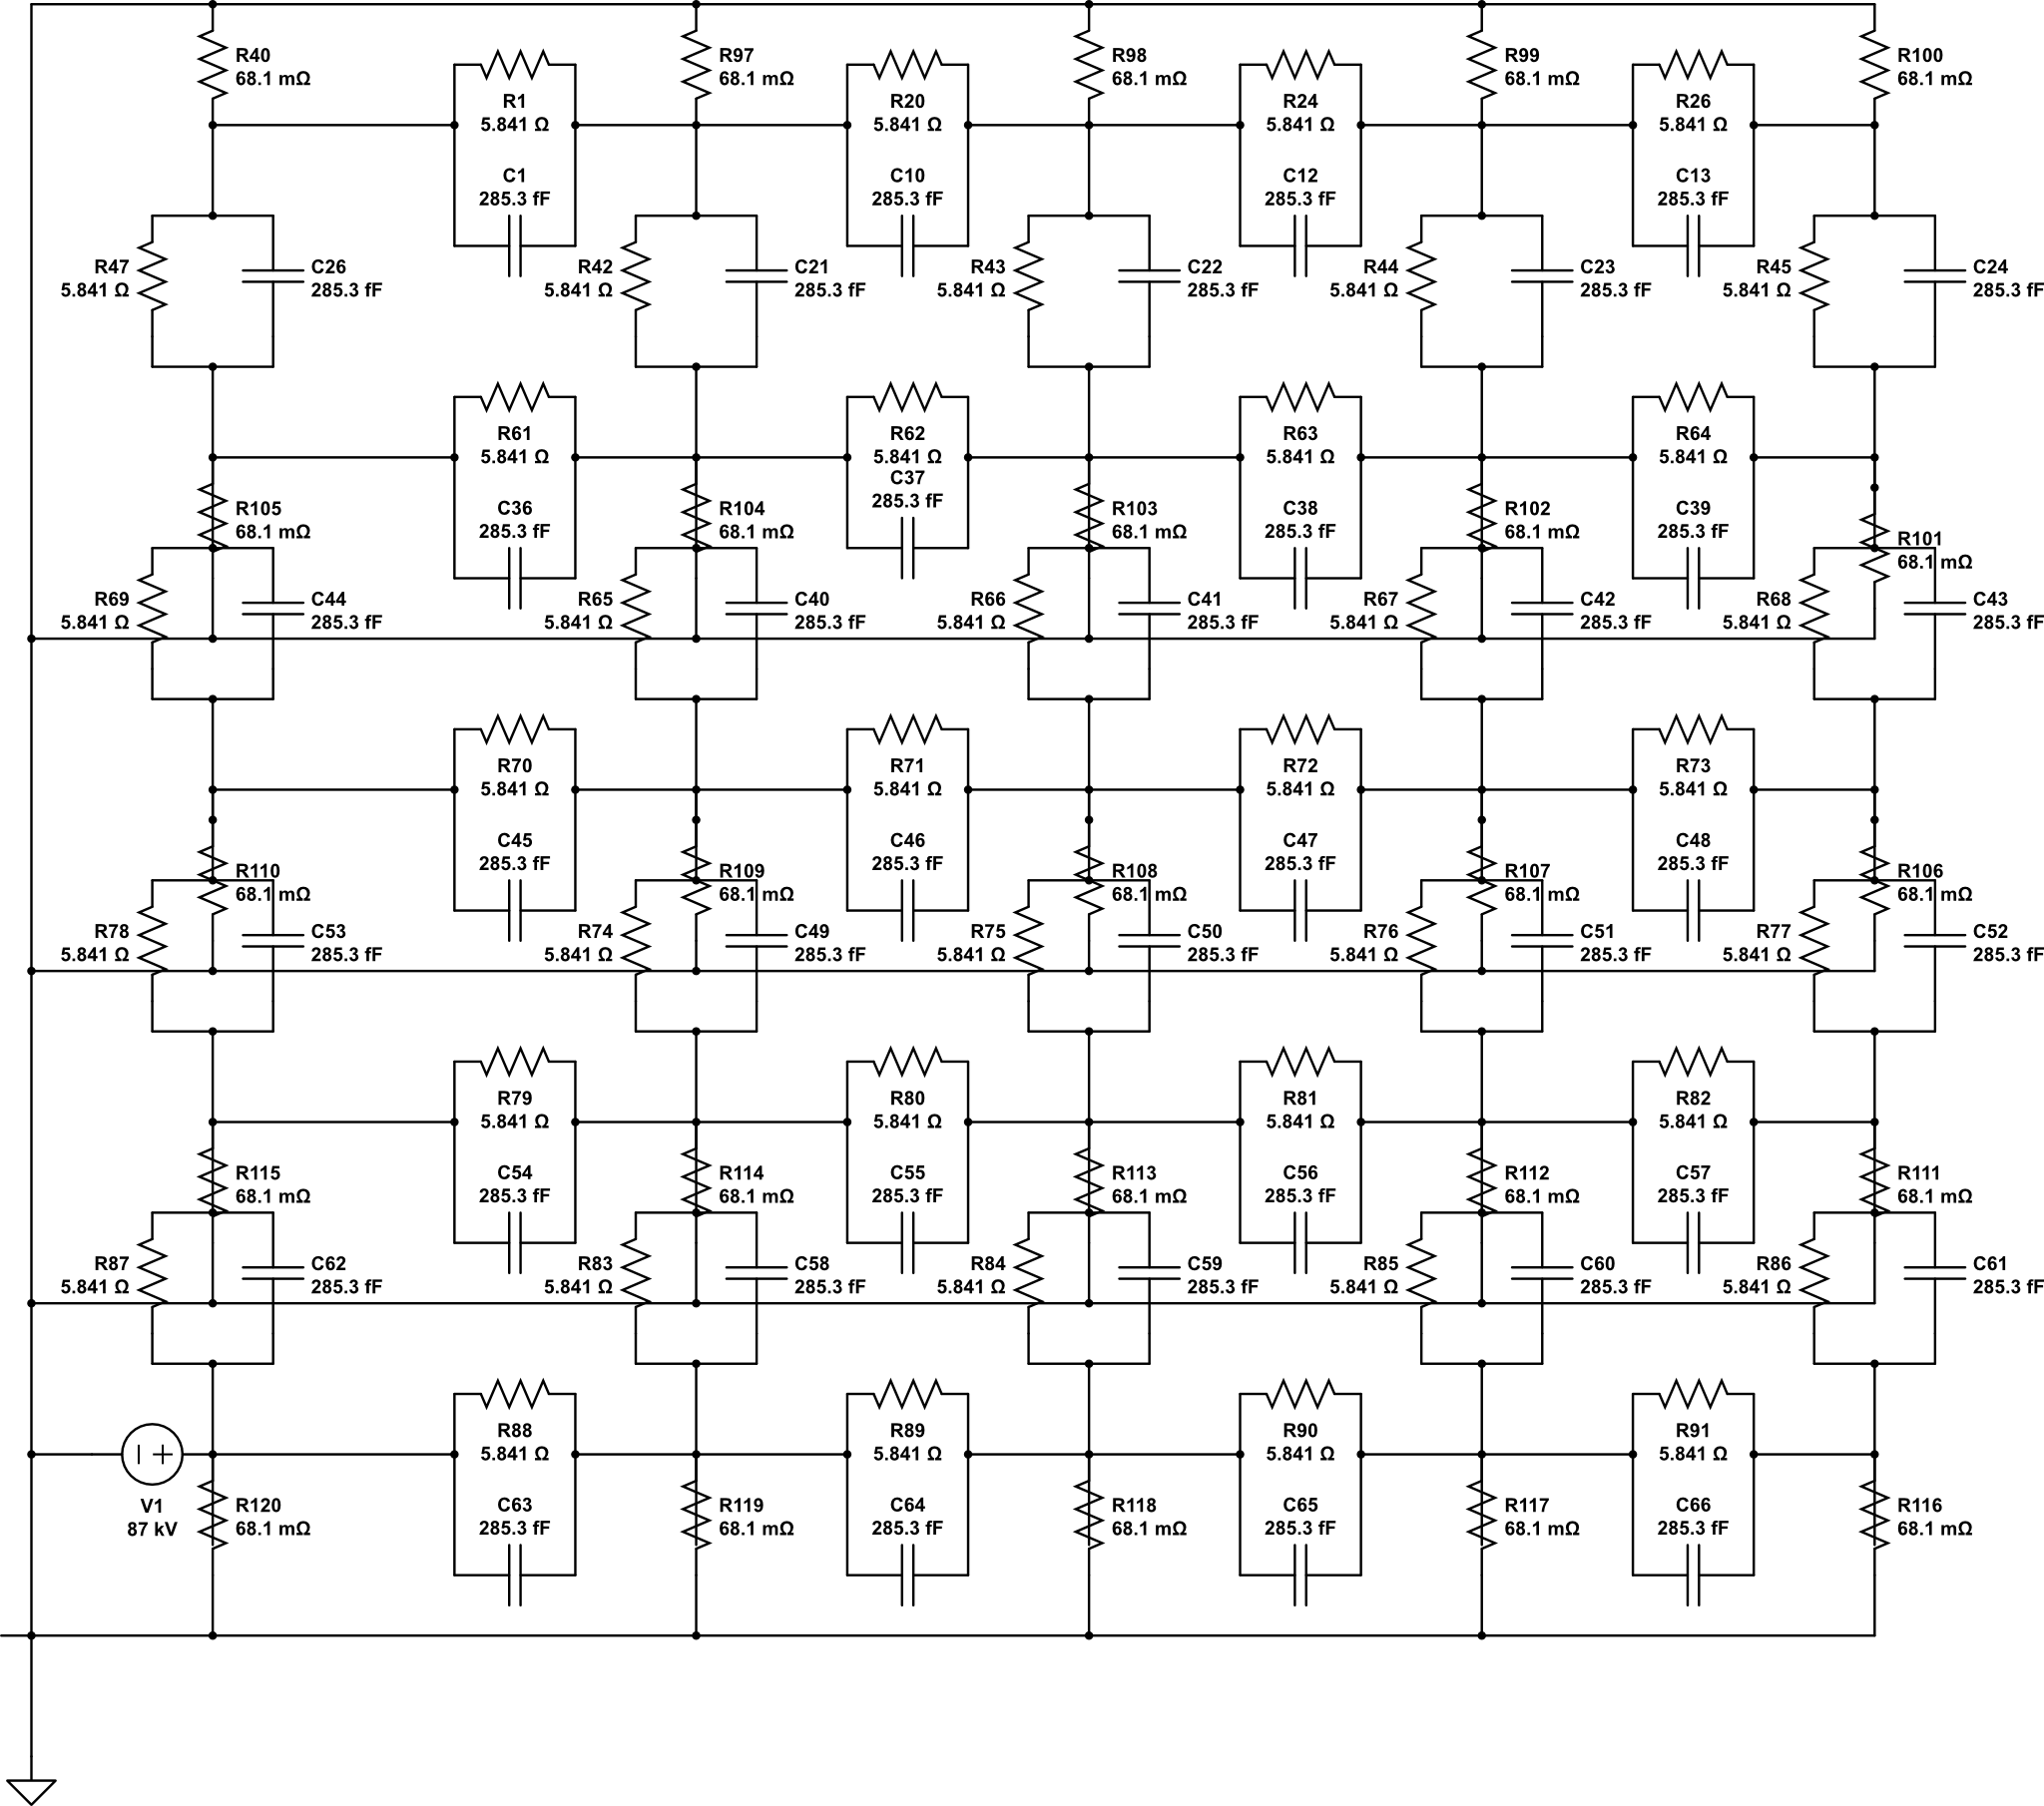 R40
68.1 mΩ
R97
68.1 mΩ
R98
68.1 mΩ
R99
68.1 mΩ
R100
68.1 mΩ
R1
5.841 Ω
R20
5.841 Ω
R24
5.841 Ω
R26
5.841 Ω
C1
285.3 fF
C10
285.3 fF
C12
285.3 fF
C13
285.3 fF
R47
5.841 Ω
C26
285.3 fF
R42
5.841 Ω
C21
285.3 fF
R43
5.841 Ω
C22
285.3 fF
R44
5.841 Ω
C23
285.3 fF
R45
5.841 Ω
C24
285.3 fF
R61
5.841 Ω
R62
5.841 Ω
R63
5.841 Ω
R64
5.841 Ω
R105
68.1 mΩ
C36
285.3 fF
R104
68.1 mΩ
C37
285.3 fF
R103
68.1 mΩ
C38
285.3 fF
R102
68.1 mΩ
C39
285.3 fF
R101
68.1 mΩ
R69
5.841 Ω
C44
285.3 fF
R65
5.841 Ω
C40
285.3 fF
R66
5.841 Ω
C41
285.3 fF
R67
5.841 Ω
C42
285.3 fF
R68
5.841 Ω
C43
285.3 fF
R70
5.841 Ω
R71
5.841 Ω
R72
5.841 Ω
R73
5.841 Ω
R110
68.1 mΩ
C45
285.3 fF
R109
68.1 mΩ
C46
285.3 fF
R108
68.1 mΩ
C47
285.3 fF
R107
68.1 mΩ
C48
285.3 fF
R106
68.1 mΩ
R78
5.841 Ω
C53
285.3 fF
R74
5.841 Ω
C49
285.3 fF
R75
5.841 Ω
C50
285.3 fF
R76
5.841 Ω
C51
285.3 fF
R77
5.841 Ω
C52
285.3 fF
R79
5.841 Ω
R80
5.841 Ω
R81
5.841 Ω
R82
5.841 Ω
R115
68.1 mΩ
C54
285.3 fF
R114
68.1 mΩ
C55
285.3 fF
R113
68.1 mΩ
C56
285.3 fF
R112
68.1 mΩ
C57
285.3 fF
R111
68.1 mΩ
R87
5.841 Ω
C62
285.3 fF
R83
5.841 Ω
C58
285.3 fF
R84
5.841 Ω
C59
285.3 fF
R85
5.841 Ω
C60
285.3 fF
R86
5.841 Ω
C61
285.3 fF
R88
5.841 Ω
R89
5.841 Ω
R90
5.841 Ω
R91
5.841 Ω
V1
87 kV
R120
68.1 mΩ
C63
285.3 fF
R119
68.1 mΩ
C64
285.3 fF
R118
68.1 mΩ
C65
285.3 fF
R117
68.1 mΩ
C66
285.3 fF
R116
68.1 mΩ